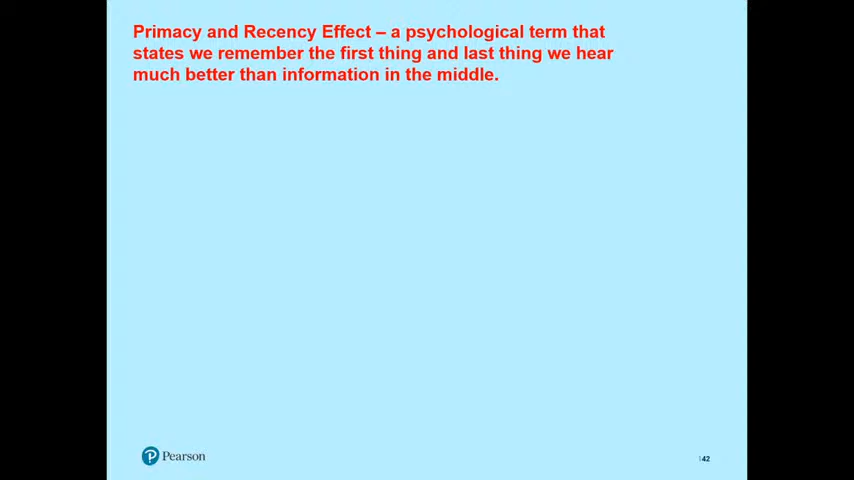 Primacy and Recency Effect – a psychological term that
states we remember the first thing and last thing we hear
much better than information in the middle.
Pearson
142